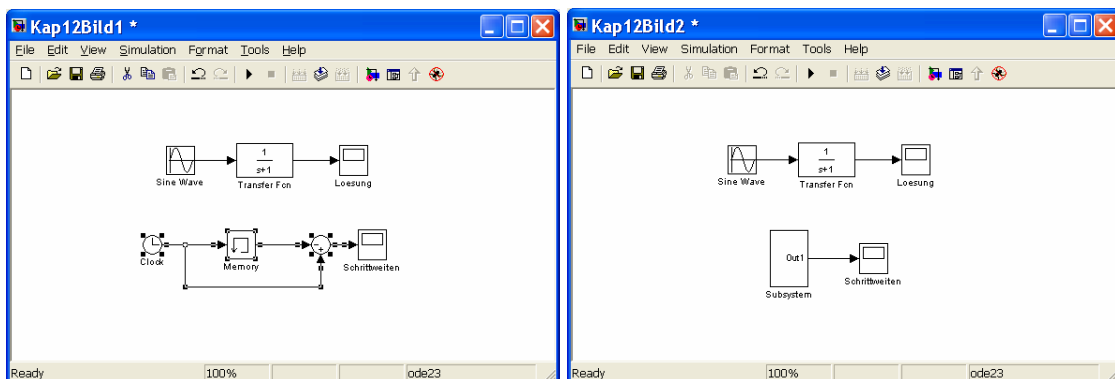 Kap12Bild1 *
File Edit View Simulation Format Tools Help
1
s+1
Sine Wave
Transfer Fcn
Loesung
Clock
Memory
Schrittweiten
Ready 100% ode23
Kap12Bild2 *
File Edit View Simulation Format Tools Help
1
s+1
Sine Wave
Transfer Fcn
Loesung
Out1
Subsystem
Schrittweiten
Ready 100% ode23